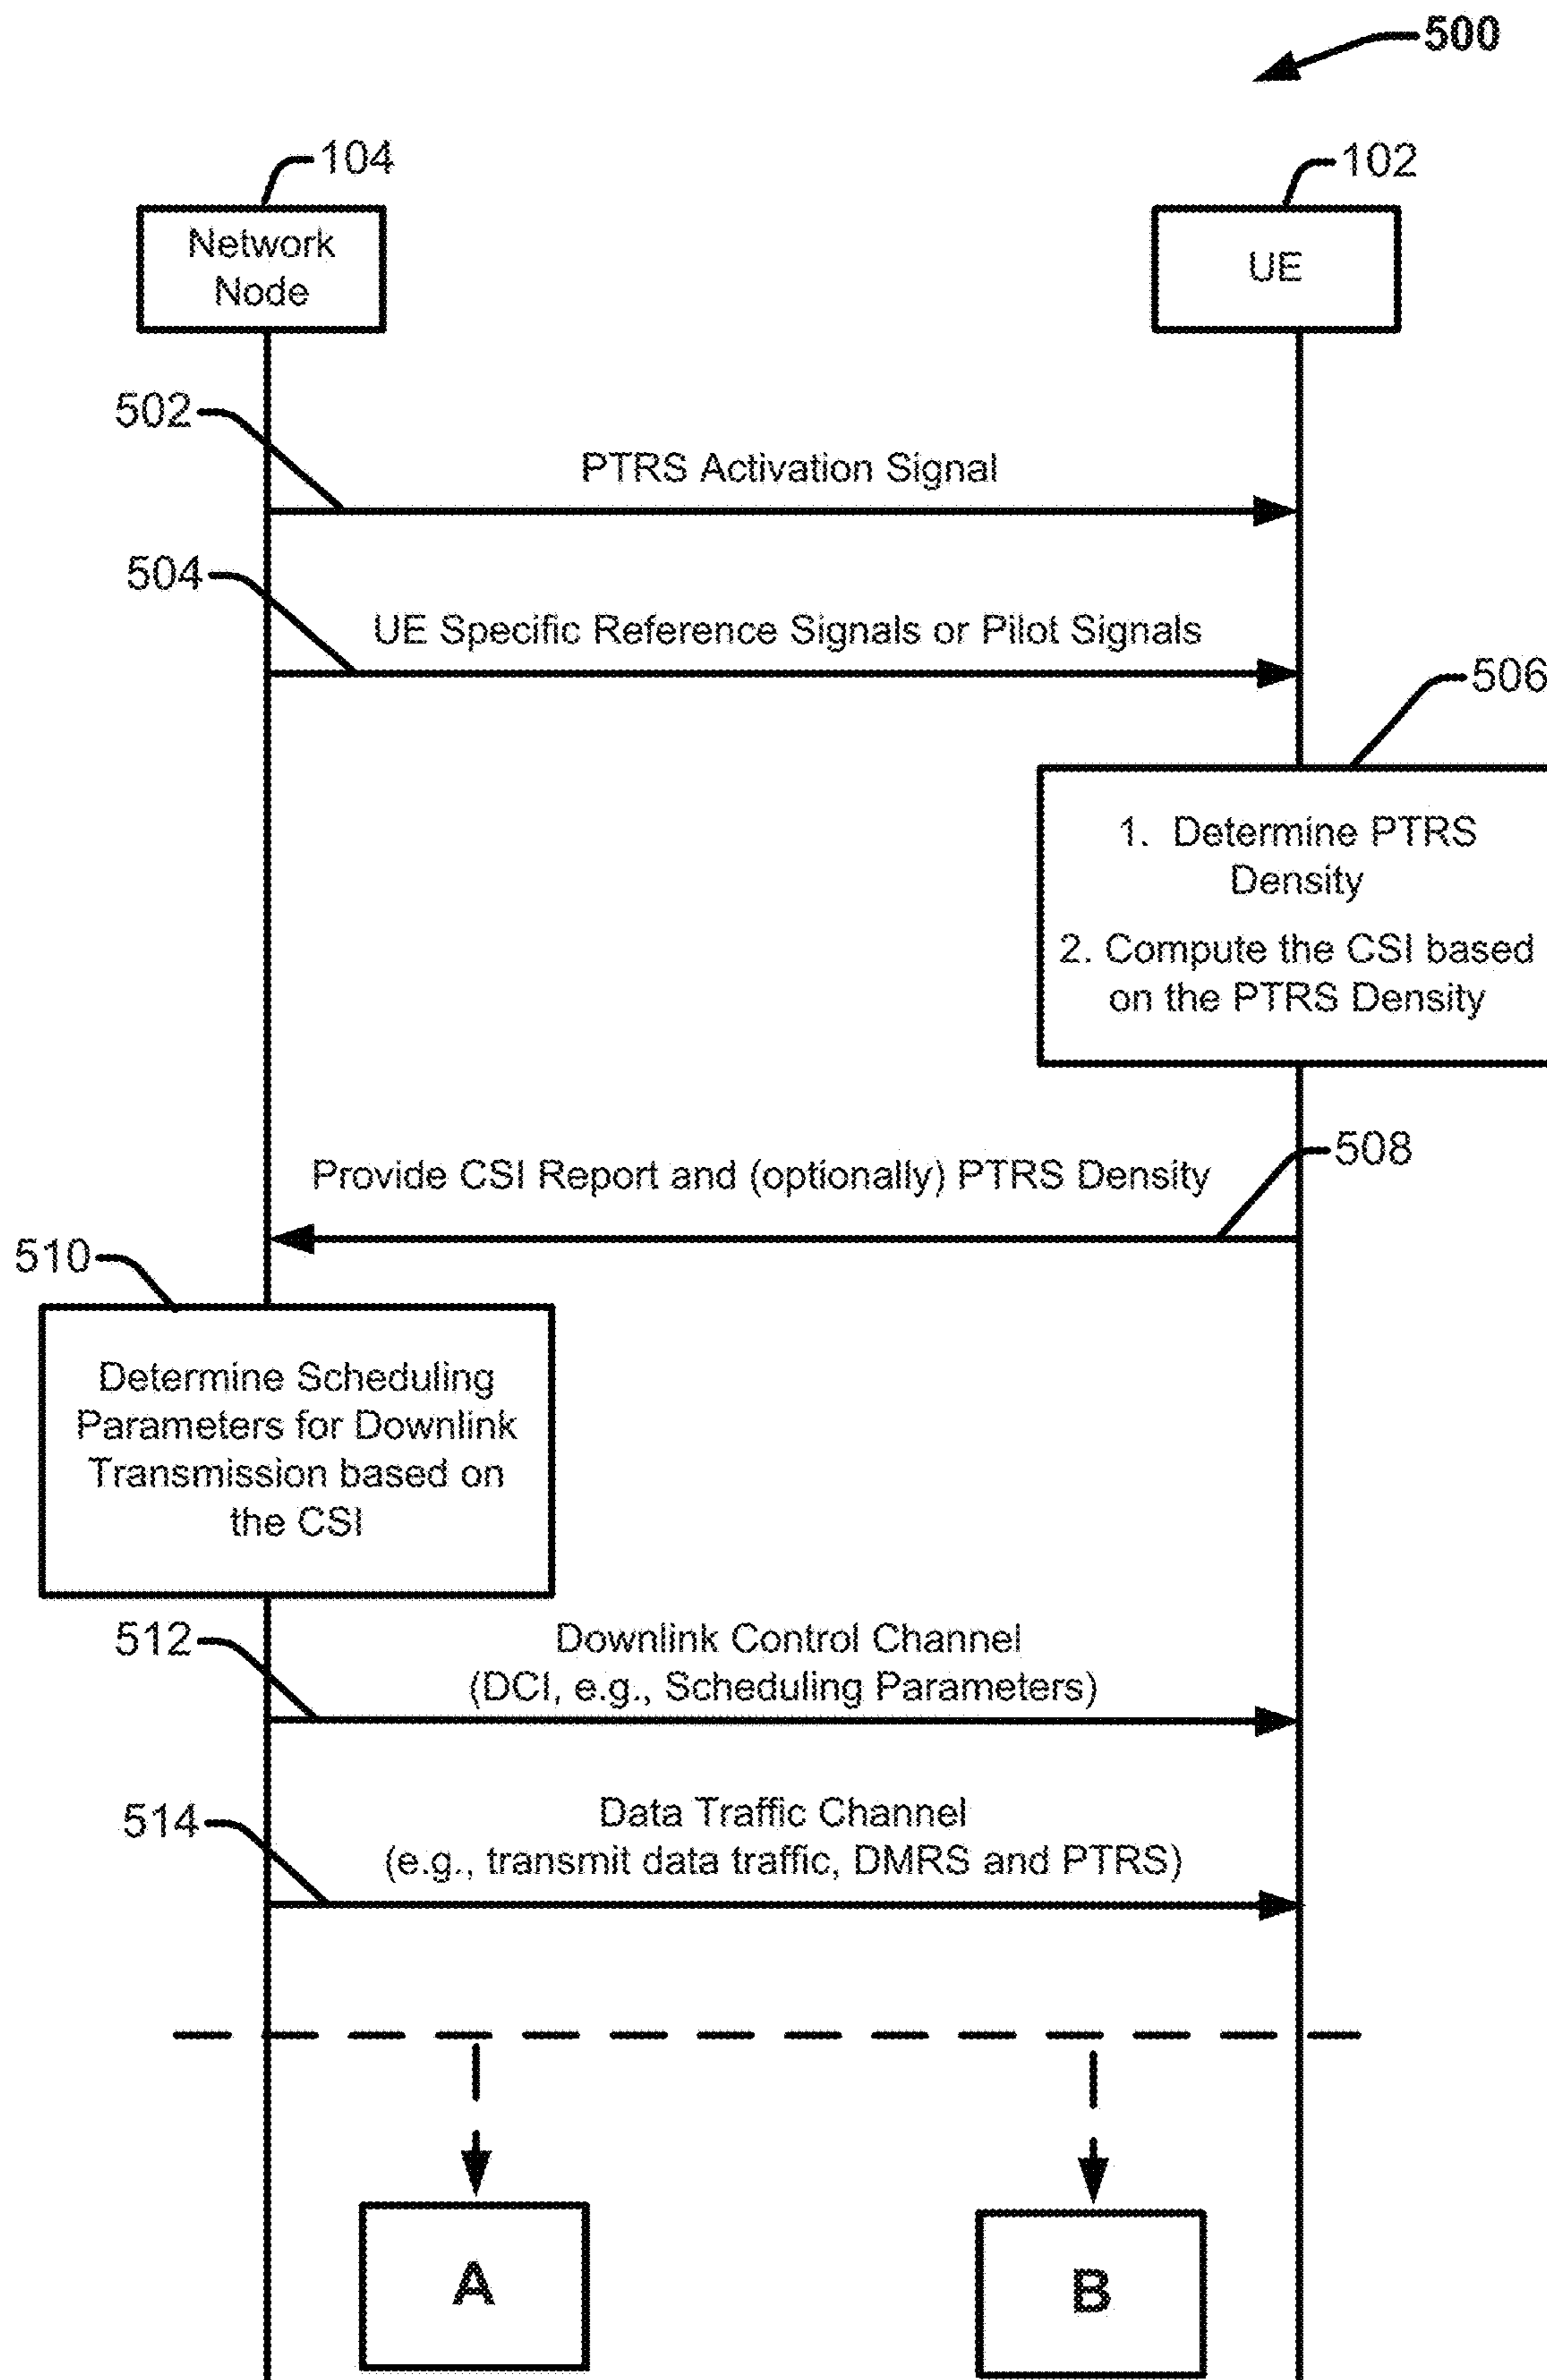 500
104
102
Network
Node
UE
502
PTRS Activation Signal
504
UE Specific Reference Signals or Pilot Signals
506
1. Determine PTRS
Density
2. Compute the CSI based
on the PTRS Density
508
Provide CSI Report and (optionally) PTRS Density
510
Determine Scheduling
Parameters for Downlink
Transmission based on
the CSI
512
Downlink Control Channel
(DCI, e.g., Scheduling Parameters)
514
Data Traffic Channel
(e.g., transmit data traffic, DMRS and PTRS)
A
B